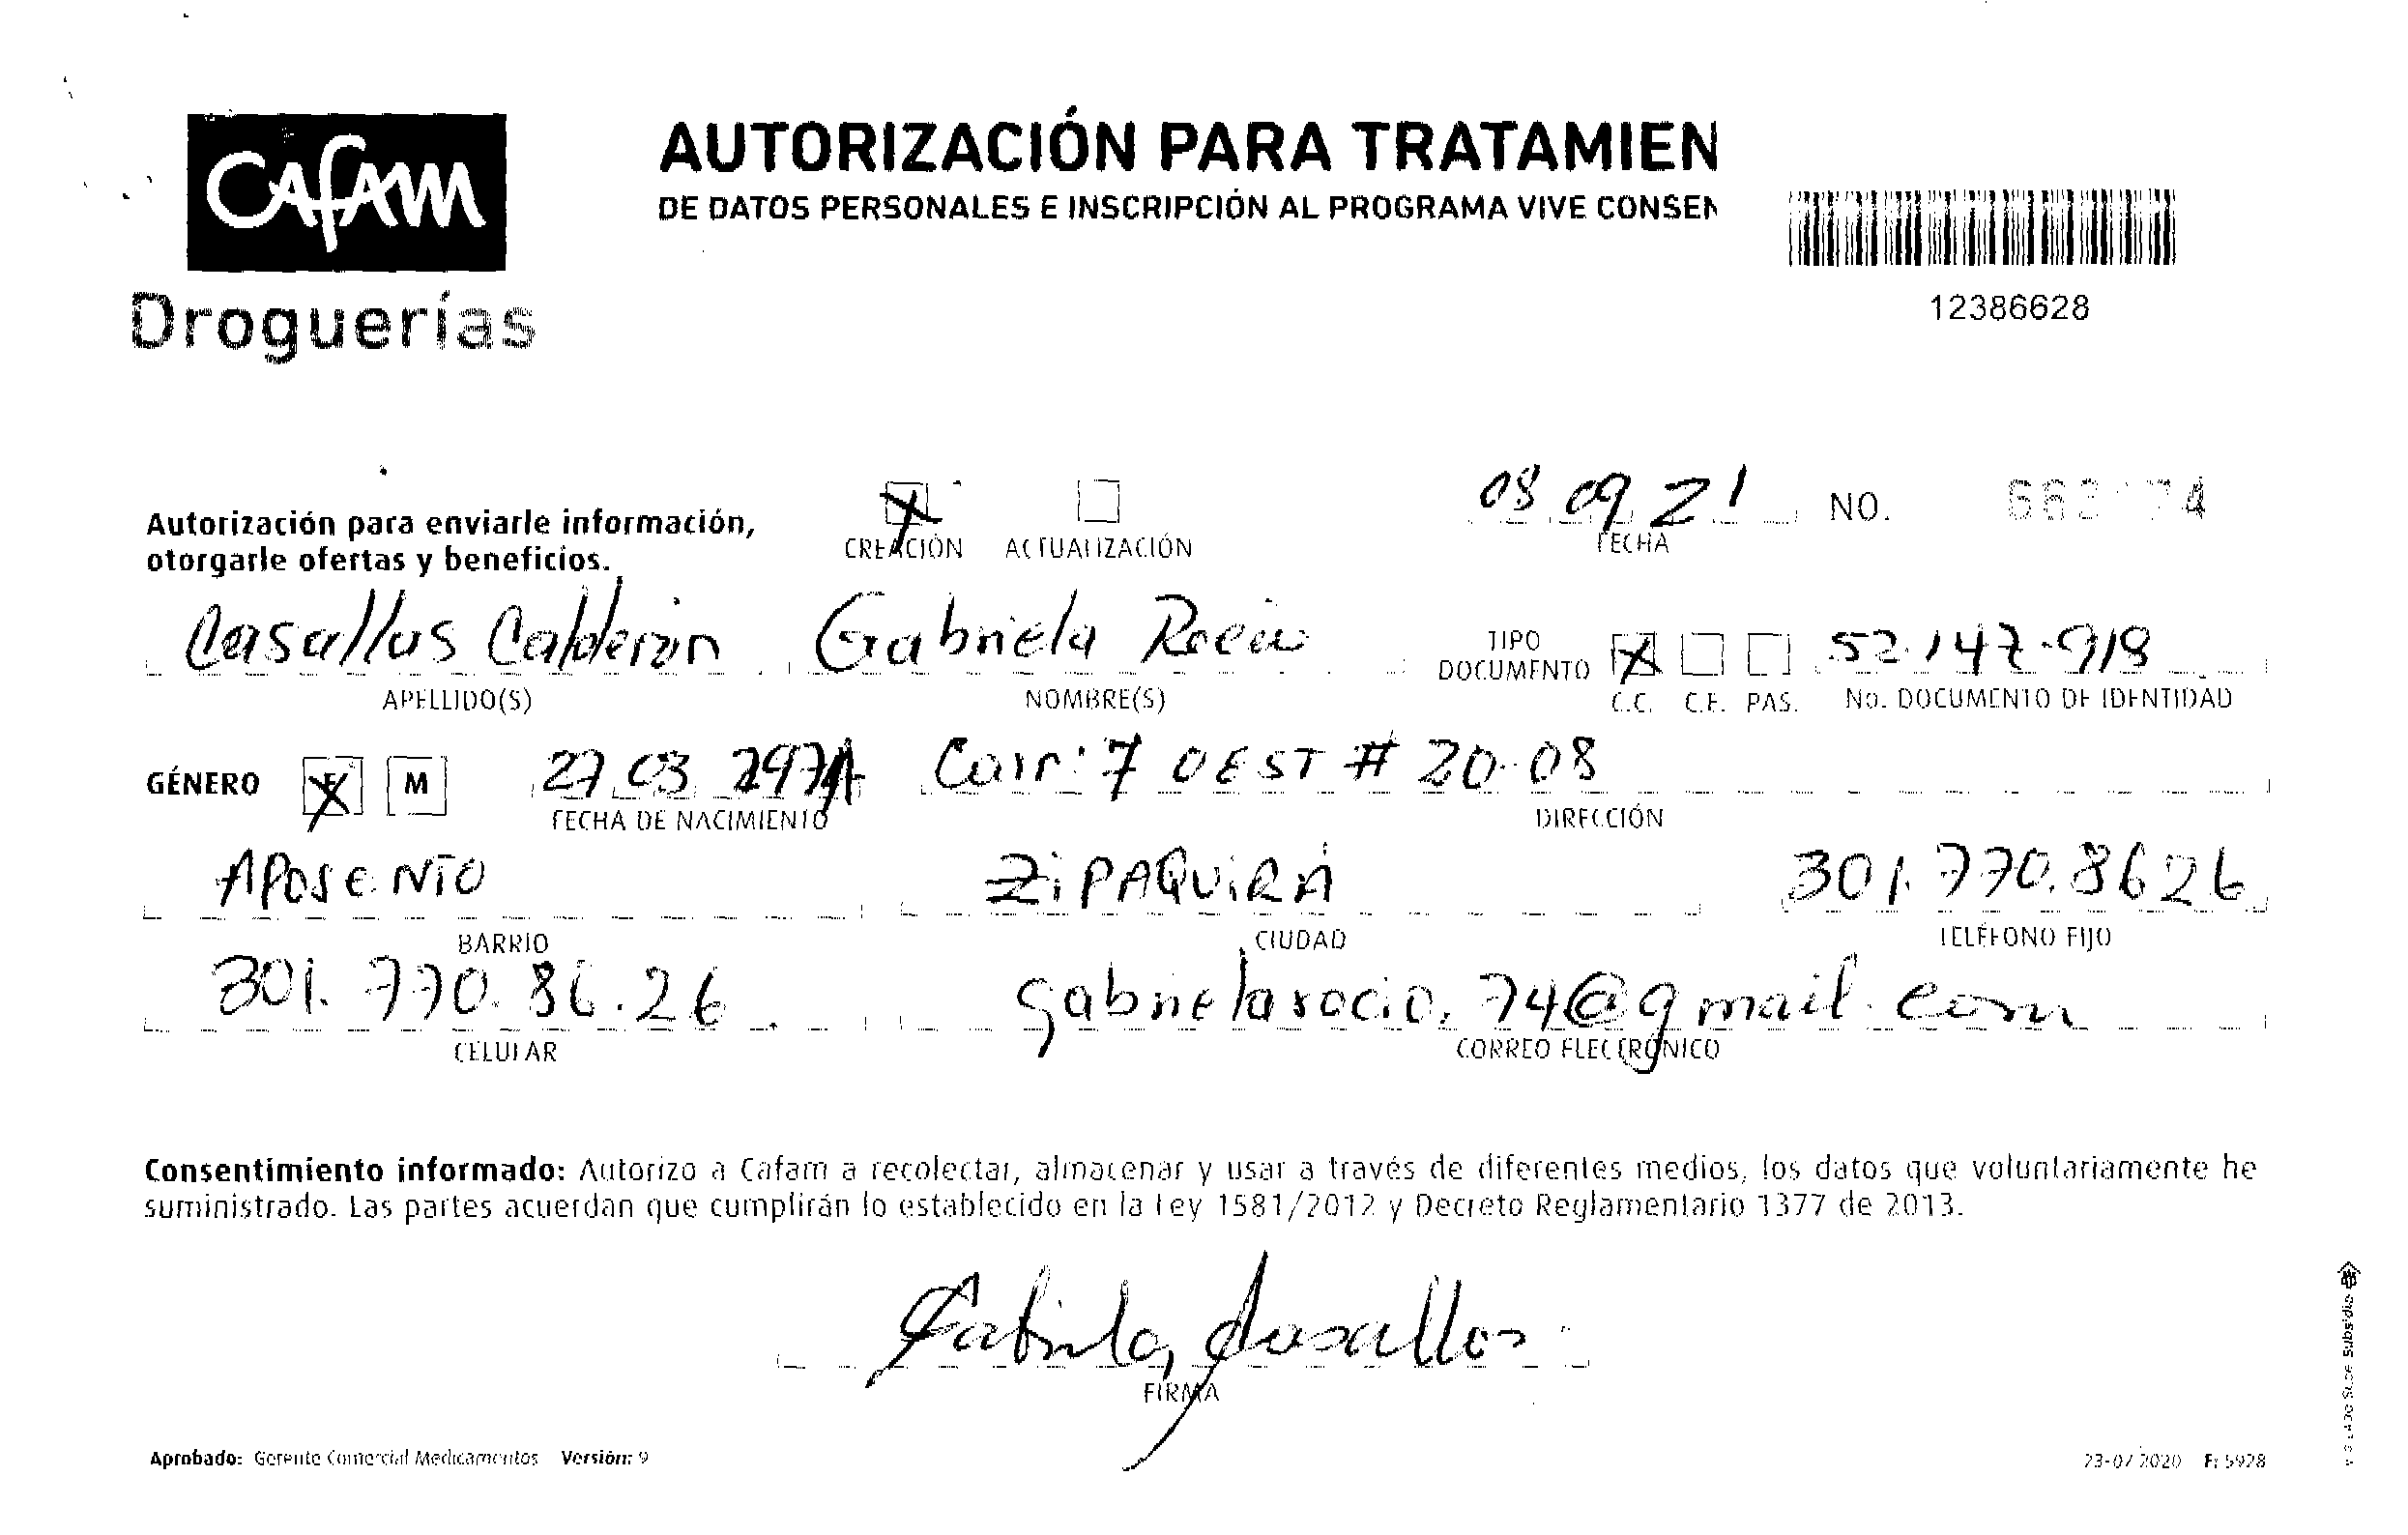 Cafam
Droguerías
AUTORIZACIÓN PARA TRATAMIEN
DE DATOS PERSONALES E INSCRIPCIÓN AL PROGRAMA VIVE CONSEN
12386628
Autorización para enviarle información,
otorgarle ofertas y beneficios.
X CREACIÓN ACTUALIZACIÓN
08 09 21 NO.
FECHA
Casallas Calderon Gabriela Rocio
APELLIDO(S) NOMBRE(S)
TIPO DOCUMENTO X 52.147.918
C.C. C.E. PAS. No. DOCUMENTO DE IDENTIDAD
GÉNERO F M 27 03 1974 Carr: 7 OEST # 20-08
FECHA DE NACIMIENTO DIRECCIÓN
APOSENTO ZIPAQUIRÁ 301.770.8626
BARRIO CIUDAD TELÉFONO FIJO
301.770.86.26 gabrielarocio.74@gmail.com
CELULAR CORREO ELECTRÓNICO
Consentimiento informado: Autorizo a Cafam a recolectar, almacenar y usar a través de diferentes medios, los datos que voluntariamente he
suministrado. Las partes acuerdan que cumplirán lo establecido en la Ley 1581/2012 y Decreto Reglamentario 1377 de 2013.
Gabriela Casallas
FIRMA
Aprobado: Gerente Comercial Medicamentos Versión: 9
23-07-2020 F: 5928